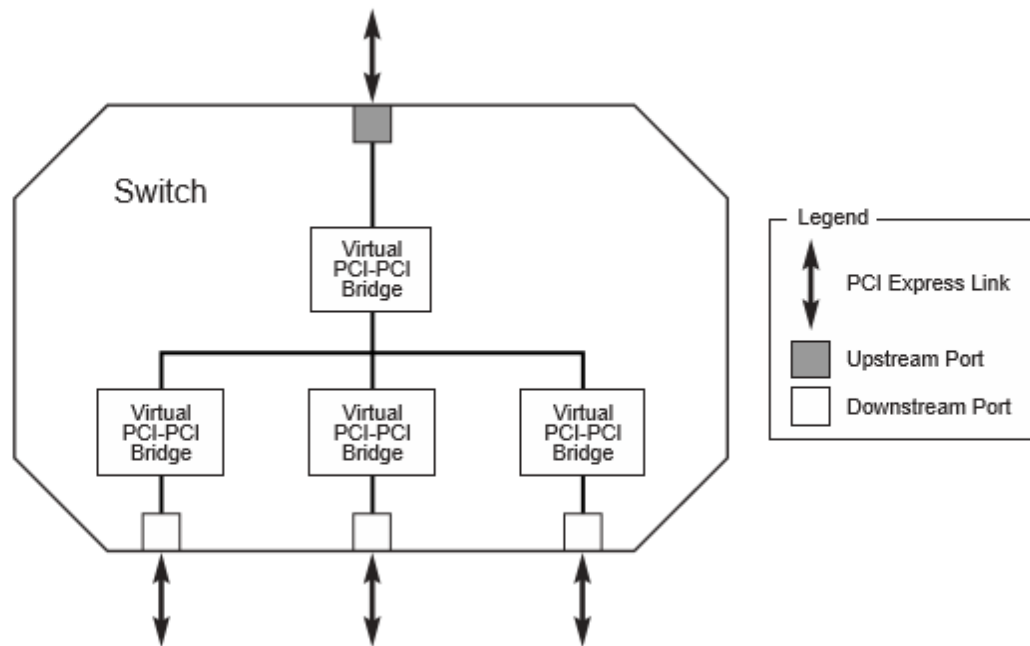 Switch
Virtual
PCI-PCI
Bridge
Virtual
PCI-PCI
Bridge
Virtual
PCI-PCI
Bridge
Virtual
PCI-PCI
Bridge
Legend
PCI Express Link
Upstream Port
Downstream Port